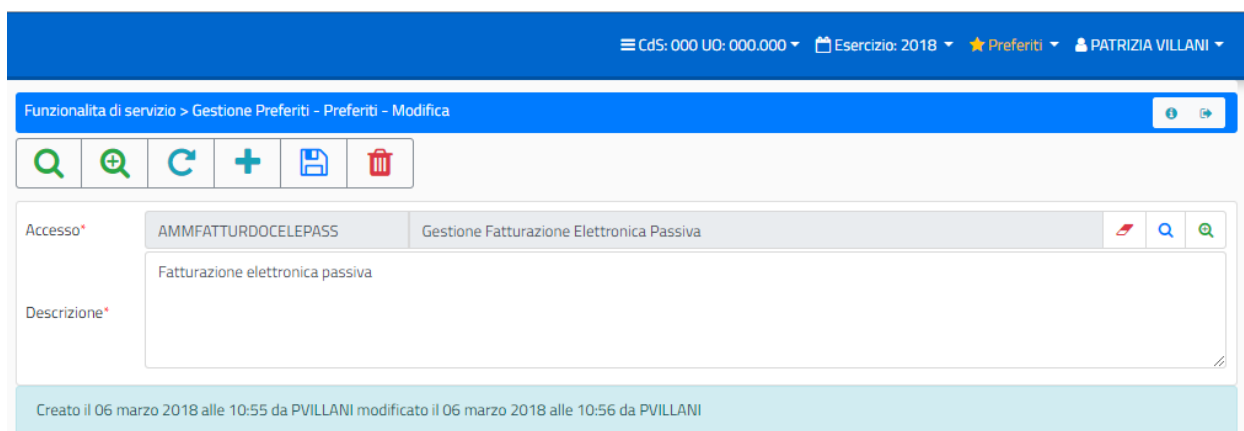 CdS: 000 UO: 000.000 Esercizio: 2018 Preferiti PATRIZIA VILLANI
Funzionalita di servizio > Gestione Preferiti - Preferiti - Modifica
Accesso* AMMFATTURDOCELEPASS Gestione Fatturazione Elettronica Passiva
Fatturazione elettronica passiva
Descrizione*
Creato il 06 marzo 2018 alle 10:55 da PVILLANI modificato il 06 marzo 2018 alle 10:56 da PVILLANI